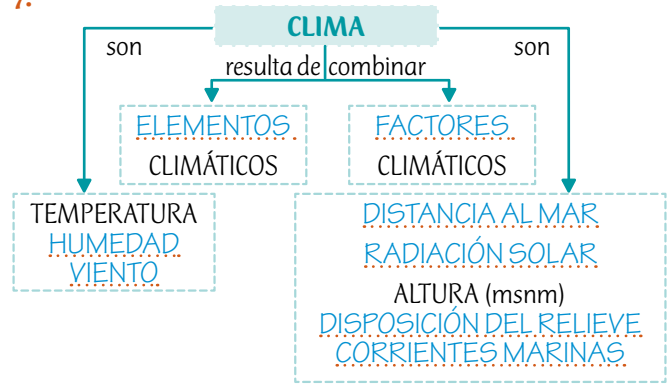 7.
CLIMA
son
son
resulta de combinar
ELEMENTOS
CLIMÁTICOS
FACTORES
CLIMÁTICOS
TEMPERATURA
HUMEDAD
VIENTO
DISTANCIA AL MAR
RADIACIÓN SOLAR
ALTURA (msnm)
DISPOSICIÓN DEL RELIEVE
CORRIENTES MARINAS